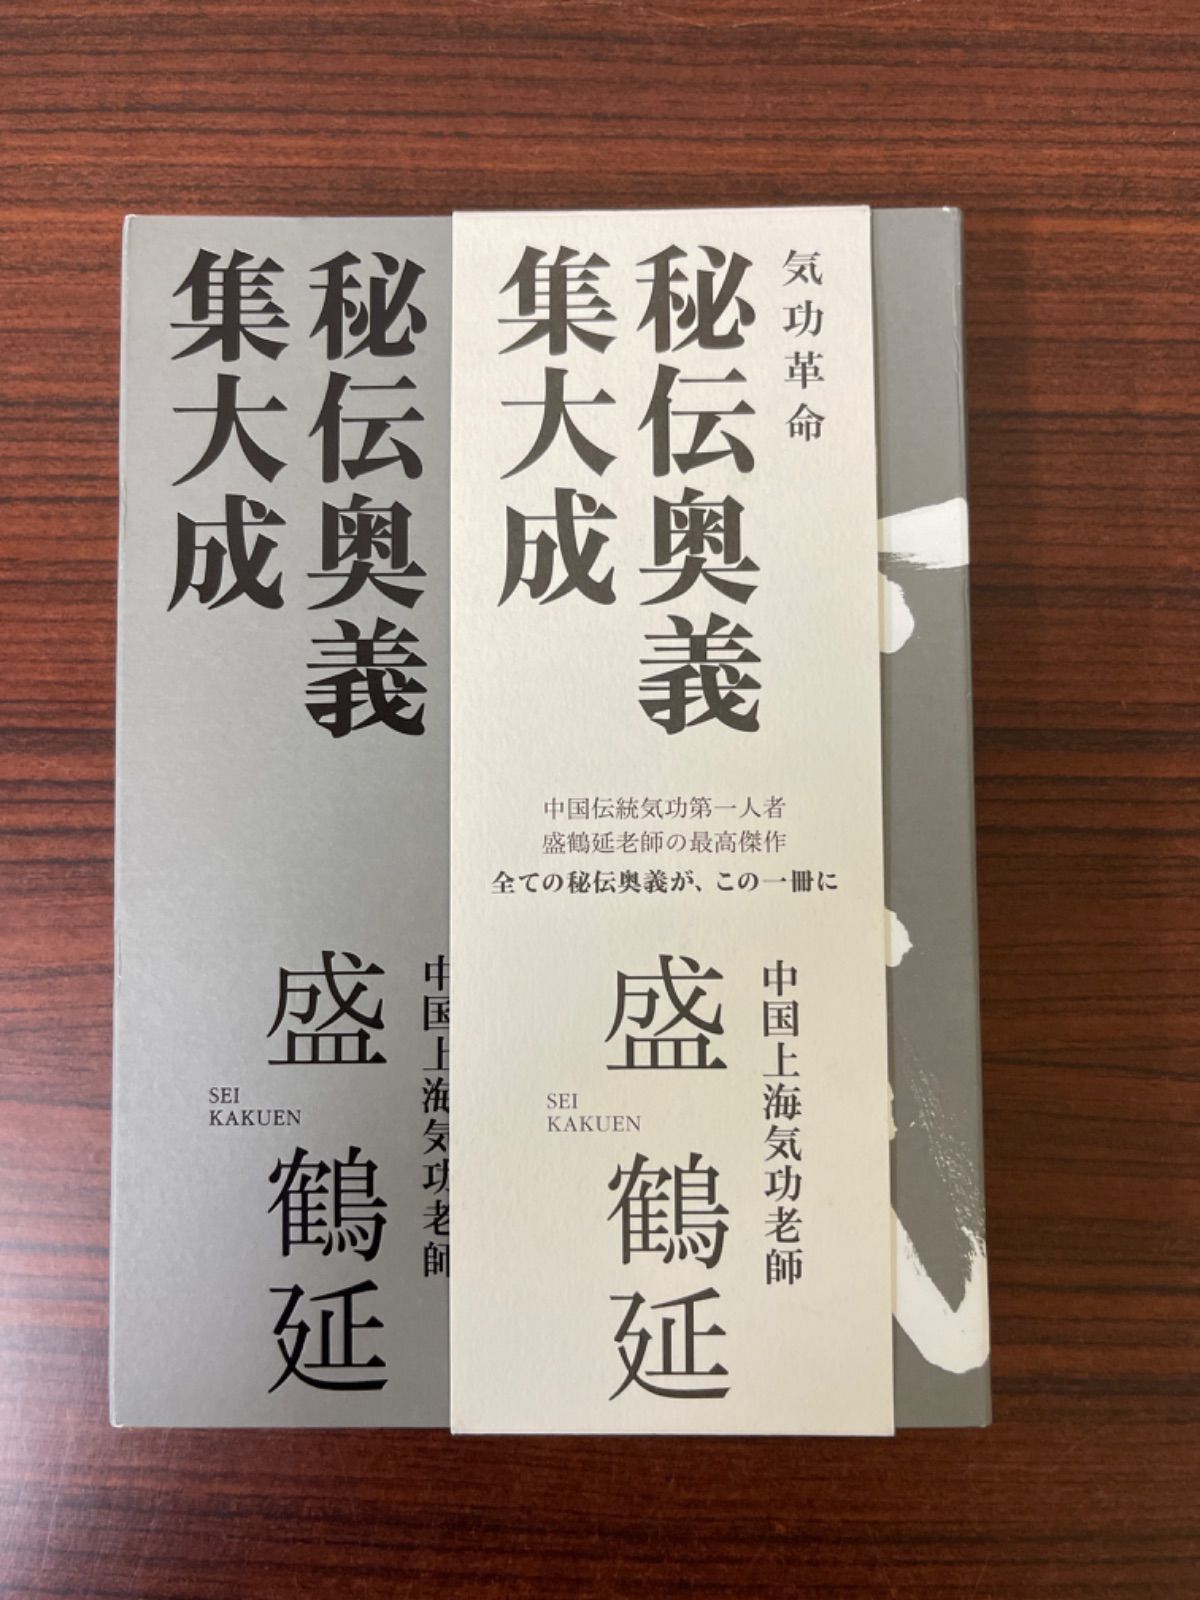 気功革命
秘伝奥義
集大成
中国伝統気功第一人者
盛鶴延老師の最高傑作
全ての秘伝奥義が、この一冊に
中国上海気功老師
盛鶴延
SEI
KAKUEN
秘伝奥義
集大成
中国上海気功老師
盛鶴延
SEI
KAKUEN